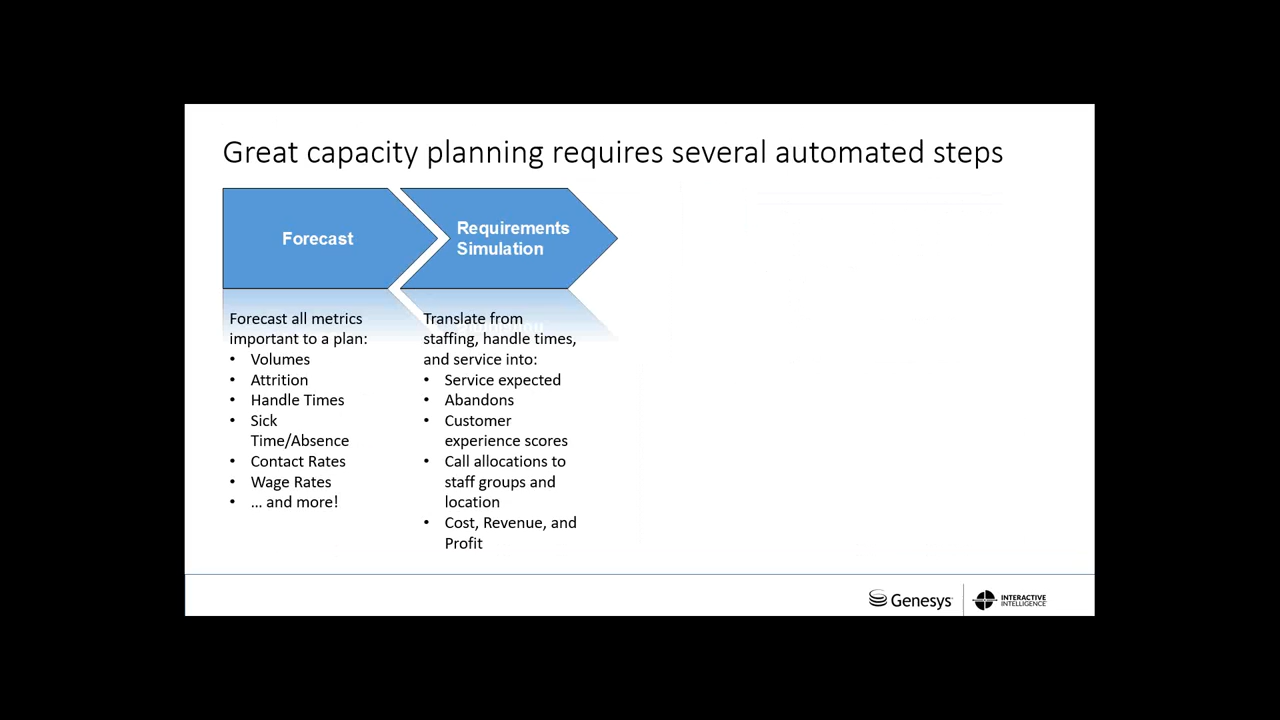 Great capacity planning requires several automated steps
Forecast
Requirements
Simulation
Forecast all metrics
important to a plan:
• Volumes
• Attrition
• Handle Times
• Sick
Time/Absence
• Contact Rates
• Wage Rates
• … and more!
Translate from
staffing, handle times,
and service into:
• Service expected
• Abandons
• Customer
experience scores
• Call allocations to
staff groups and
location
• Cost, Revenue, and
Profit
Genesys
INTERACTIVE
INTELLIGENCE